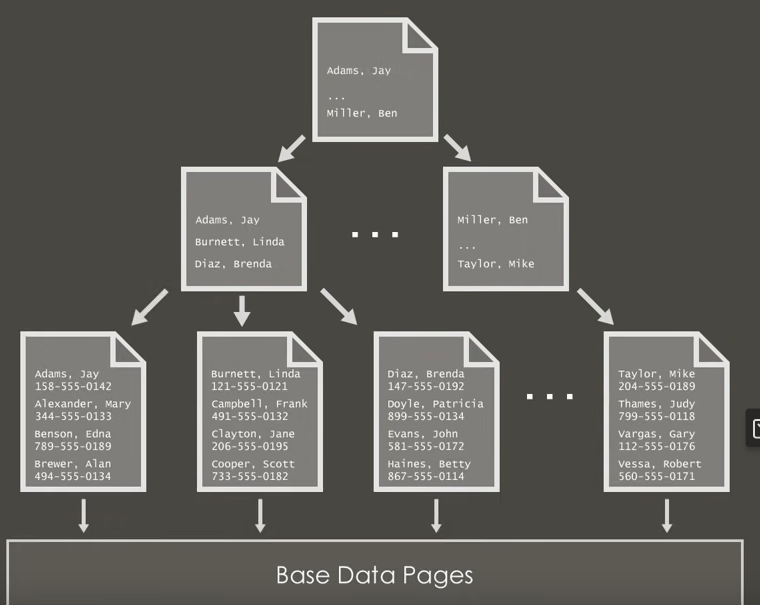 Adams, Jay
...
Miller, Ben
Adams, Jay
Burnett, Linda
Diaz, Brenda
...
Miller, Ben
...
Taylor, Mike
Adams, Jay
158-555-0142
Alexander, Mary
344-555-0133
Benson, Edna
789-555-0189
Brewer, Alan
494-555-0134
Burnett, Linda
121-555-0121
Campbell, Frank
491-555-0132
Clayton, Jane
206-555-0195
Cooper, Scott
733-555-0182
Diaz, Brenda
147-555-0192
Doyle, Patricia
899-555-0134
Evans, John
581-555-0172
Haines, Betty
867-555-0114
...
Taylor, Mike
204-555-0189
Thames, Judy
799-555-0118
Vargas, Gary
112-555-0176
Vessa, Robert
560-555-0171
Base Data Pages